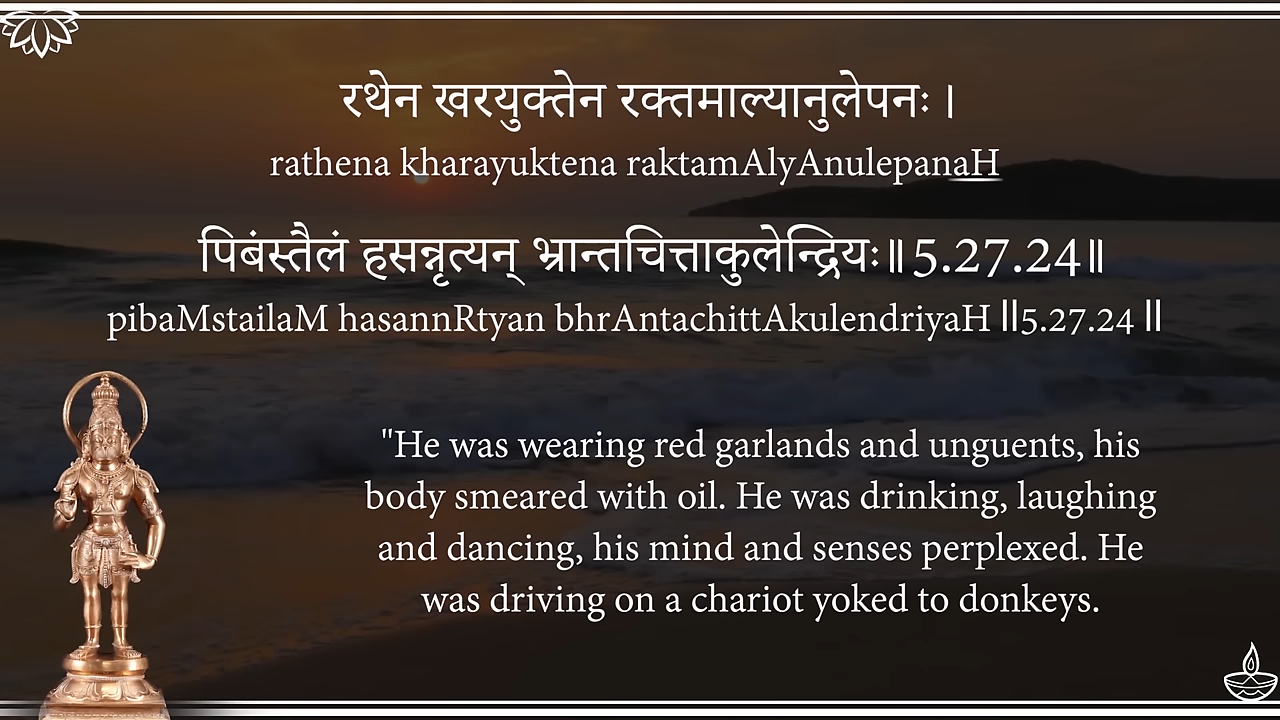 रथेन खरयुक्तेन रक्तमाल्यानुलेपनः ।
rathena kharayuktena raktamAlyAnulepanaH
पिबंस्तैलं हसन्नृत्यन् भ्रान्तचित्ताकुलेन्द्रियः॥5.27.24॥
pibaMstailaM hasannRtyan bhrAntachittAkulendriyaH ||5.27.24 ||
"He was wearing red garlands and unguents, his
body smeared with oil. He was drinking, laughing
and dancing, his mind and senses perplexed. He
was driving on a chariot yoked to donkeys.